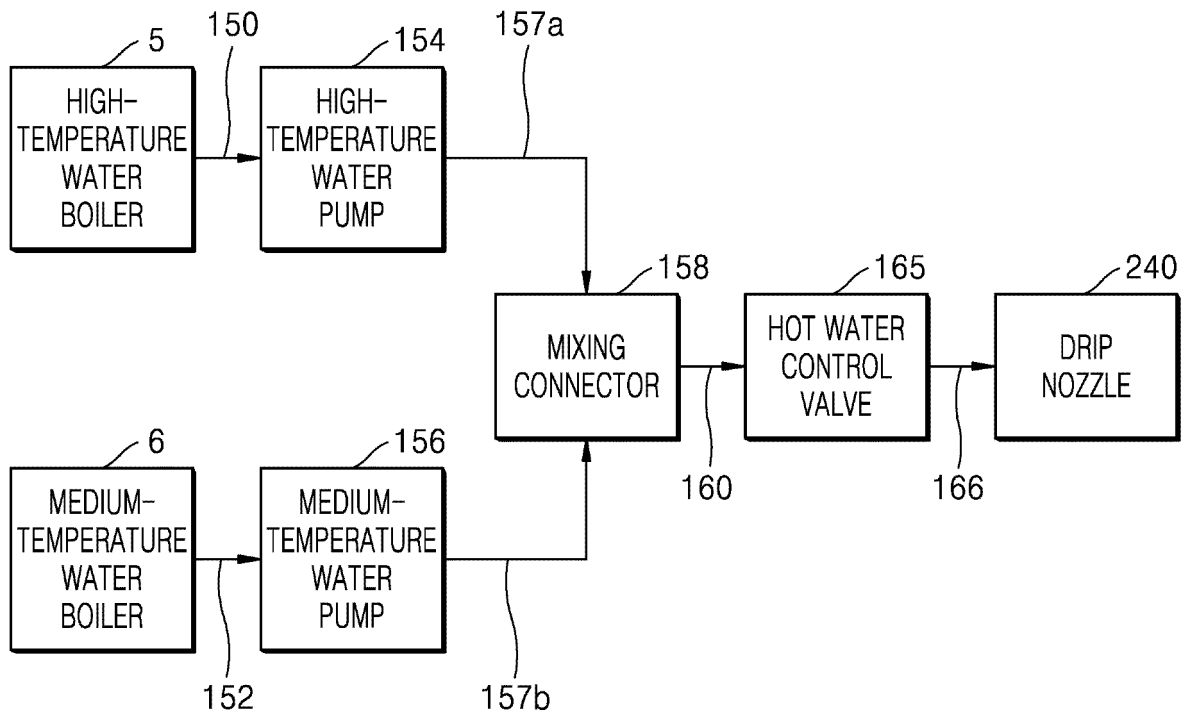 5
150
154
157a
HIGH-
TEMPERATURE
WATER
BOILER
HIGH-
TEMPERATURE
WATER
PUMP
158
165
240
MIXING
CONNECTOR
HOT WATER
CONTROL
VALVE
DRIP
NOZZLE
160
166
6
156
MEDIUM-
TEMPERATURE
WATER
BOILER
MEDIUM-
TEMPERATURE
WATER
PUMP
152
157b